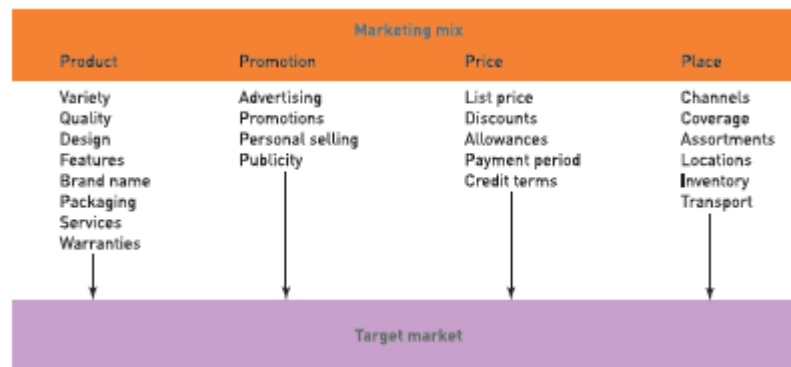 Marketing mix
Product
Promotion
Price
Place
Variety
Quality
Design
Features
Brand name
Packaging
Services
Warranties
Advertising
Promotions
Personal selling
Publicity
List price
Discounts
Allowances
Payment period
Credit terms
Channels
Coverage
Assortments
Locations
Inventory
Transport
Target market